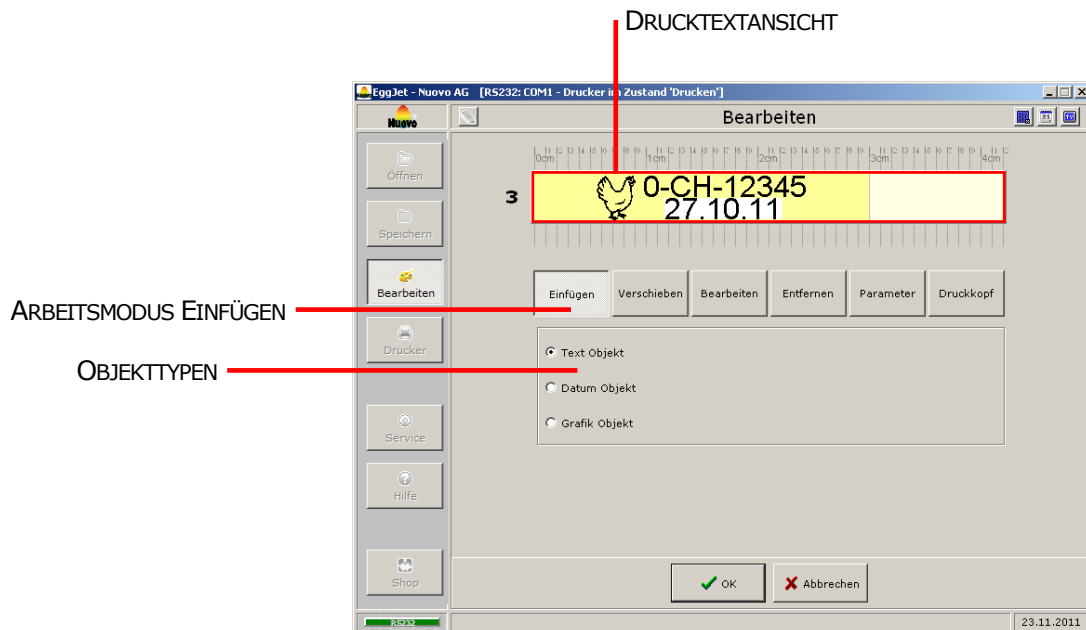 DRUCKTEXTANSICHT
EggJet - Nuovo AG [RS232: COM1 - Drucker im Zustand 'Drucken']
Nuovo
Bearbeiten
31
Öffnen
0cm 1cm 2cm 3cm 4cm
3
0-CH-12345
27.10.11
Speichern
Bearbeiten
Einfügen Verschieben Bearbeiten Entfernen Parameter Druckkopf
ARBEITSMODUS EINFÜGEN
Drucker
Text Objekt
OBJEKTTYPEN
Datum Objekt
Grafik Objekt
Service
Hilfe
Shop
OK Abbrechen
RS232
23.11.2011